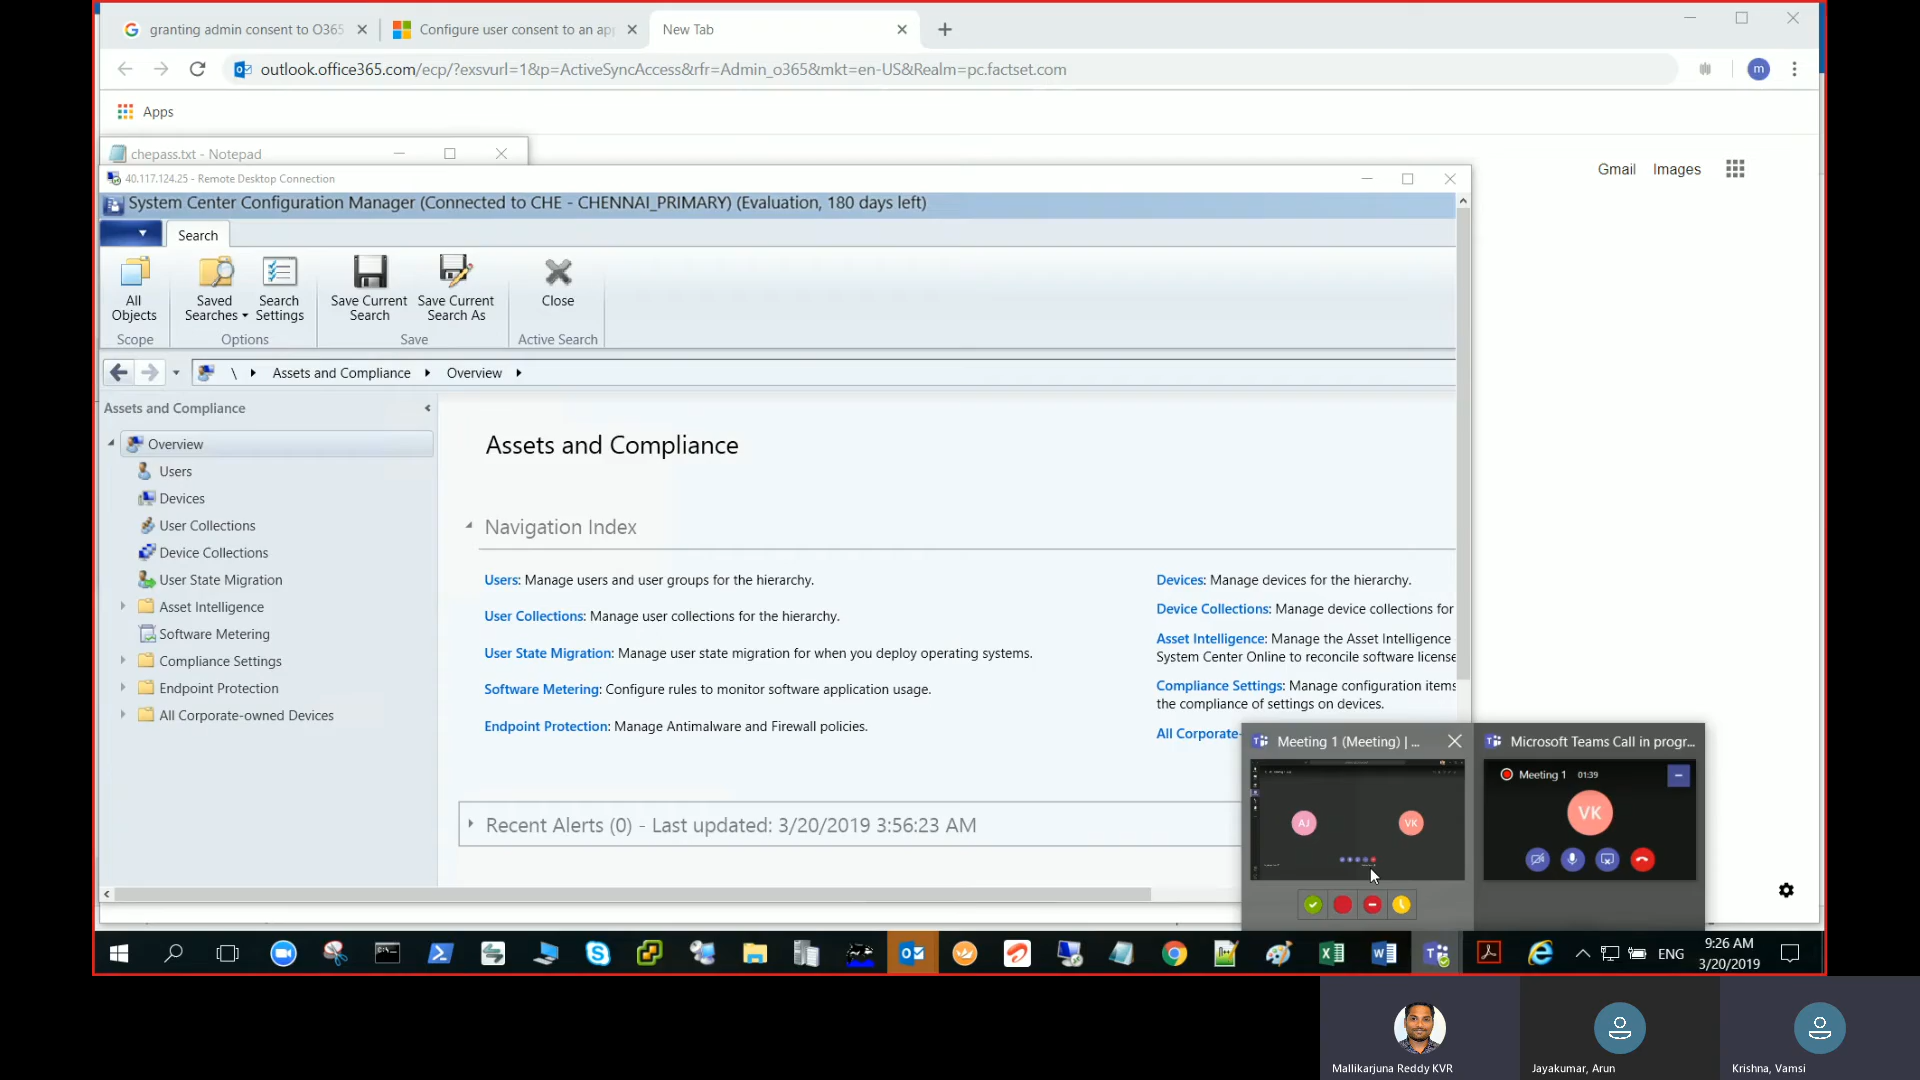 granting admin consent to O365
Configure user consent to an app
New Tab
outlook.office365.com/ecp/?exsvurl=1&p=ActiveSyncAccess&rfr=Admin_o365&mkt=en-US&Realm=pc.factset.com
m
Apps
chepass.txt - Notepad
Gmail
Images
40.117.124.25 - Remote Desktop Connection
System Center Configuration Manager (Connected to CHE - CHENNAI_PRIMARY) (Evaluation, 180 days left)
Search
All Objects
Saved Searches
Search Settings
Save Current Search
Save Current Search As
Close
Scope
Options
Save
Active Search
\ Assets and Compliance Overview
Assets and Compliance
Overview
Users
Devices
User Collections
Device Collections
User State Migration
Asset Intelligence
Software Metering
Compliance Settings
Endpoint Protection
All Corporate-owned Devices
Assets and Compliance
Navigation Index
Users: Manage users and user groups for the hierarchy.
User Collections: Manage user collections for the hierarchy.
User State Migration: Manage user state migration for when you deploy operating systems.
Software Metering: Configure rules to monitor software application usage.
Endpoint Protection: Manage Antimalware and Firewall policies.
Devices: Manage devices for the hierarchy.
Device Collections: Manage device collections for
Asset Intelligence: Manage the Asset Intelligence
System Center Online to reconcile software license
Compliance Settings: Manage configuration items
the compliance of settings on devices.
All Corporate-
Recent Alerts (0) - Last updated: 3/20/2019 3:56:23 AM
Meeting 1 (Meeting) | ...
AJ
VK
Microsoft Teams Call in progr...
Meeting 1 01:39
VK
ENG
9:26 AM
3/20/2019
Mallikarjuna Reddy KVR
Jayakumar, Arun
Krishna, Vamsi